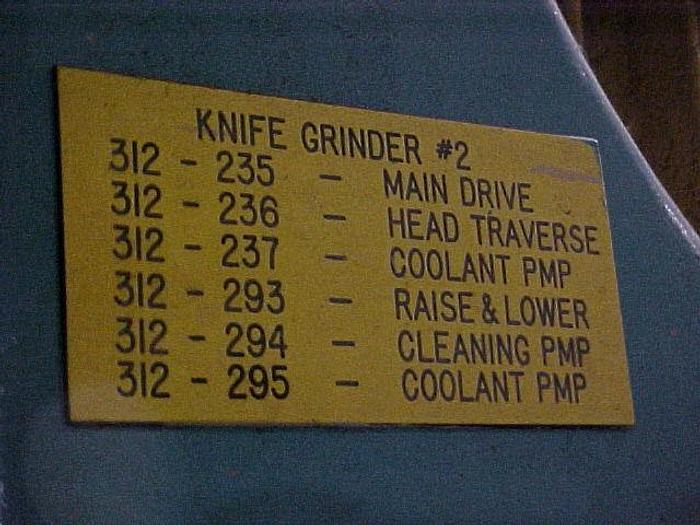 KNIFE GRINDER #2
312 - 235 - MAIN DRIVE
312 - 236 - HEAD TRAVERSE
312 - 237 - COOLANT PMP
312 - 293 - RAISE & LOWER
312 - 294 - CLEANING PMP
312 - 295 - COOLANT PMP